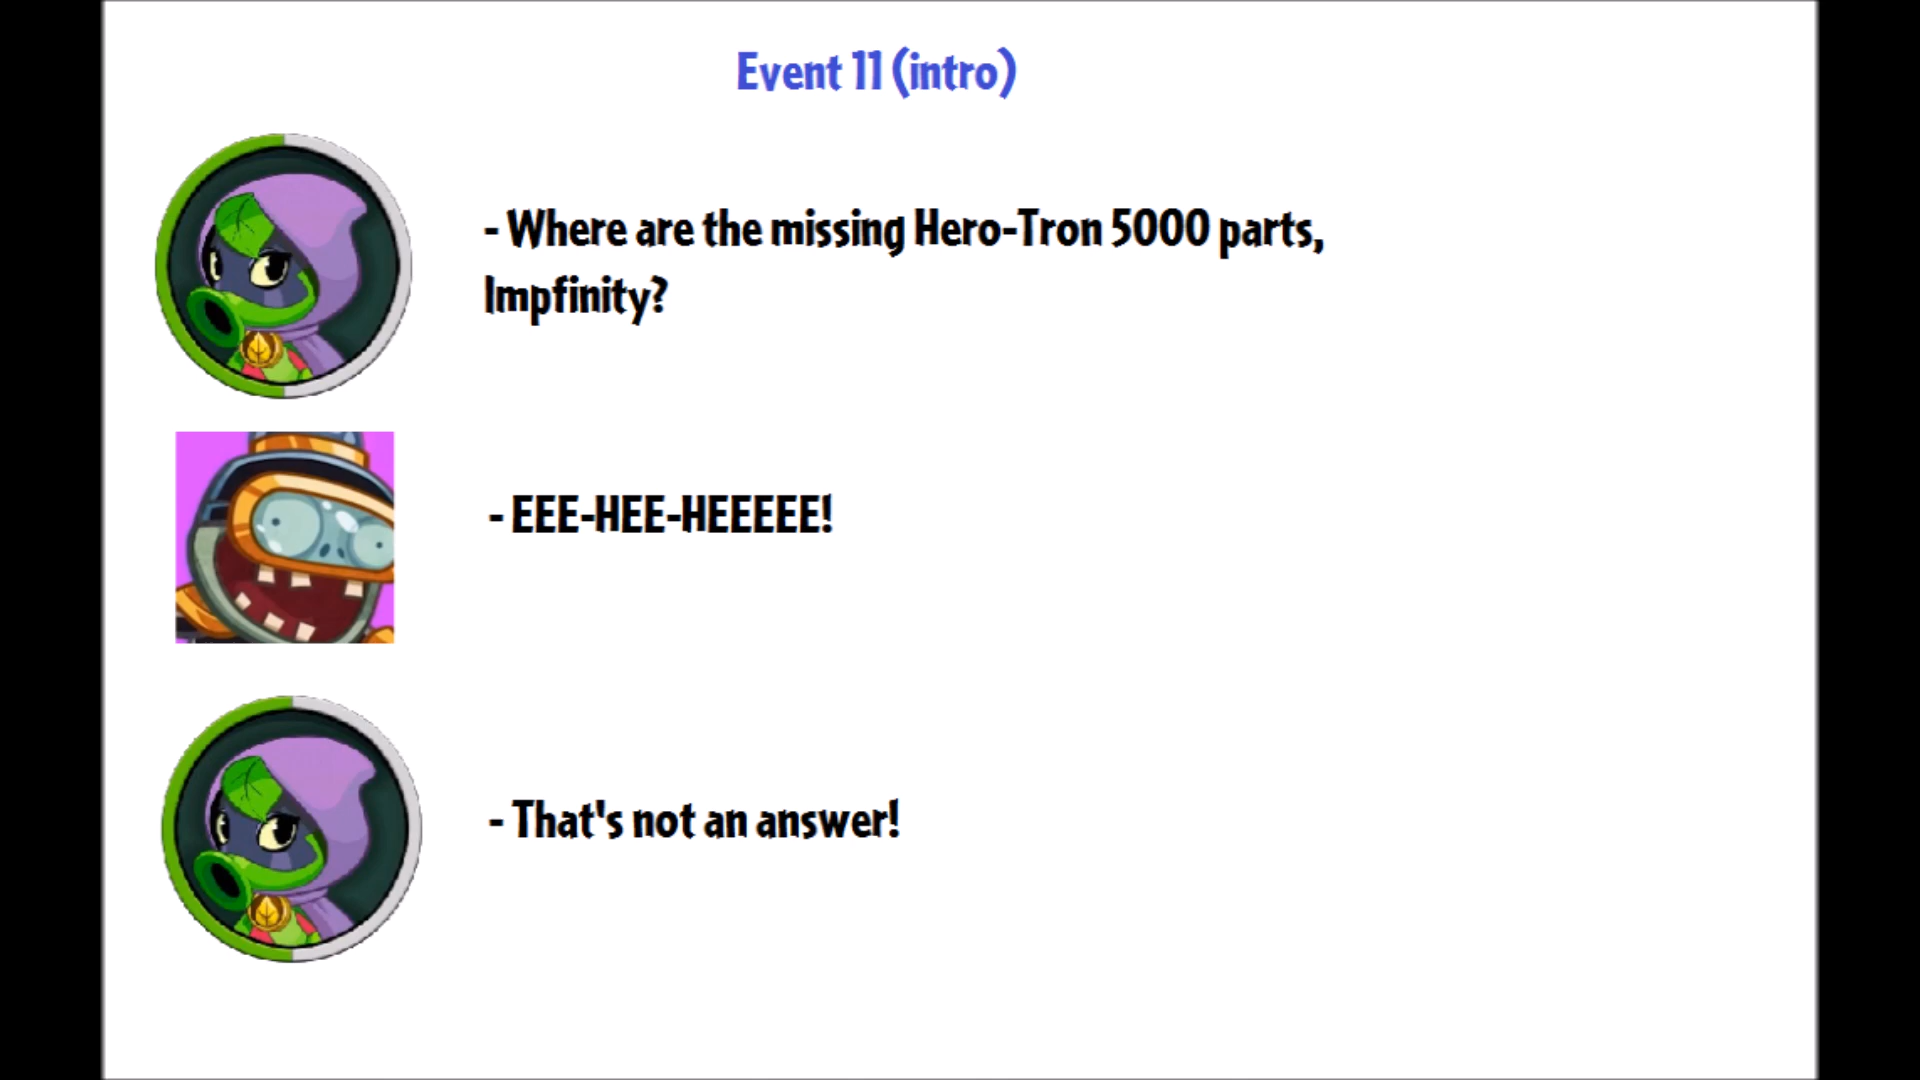 Event 11 (intro)
- Where are the missing Hero-Tron 5000 parts,
Impfinity?
- EEE-HEE-HEEEEE!
- That's not an answer!